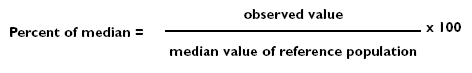 observed value
Percent of median = x 100
median value of reference population